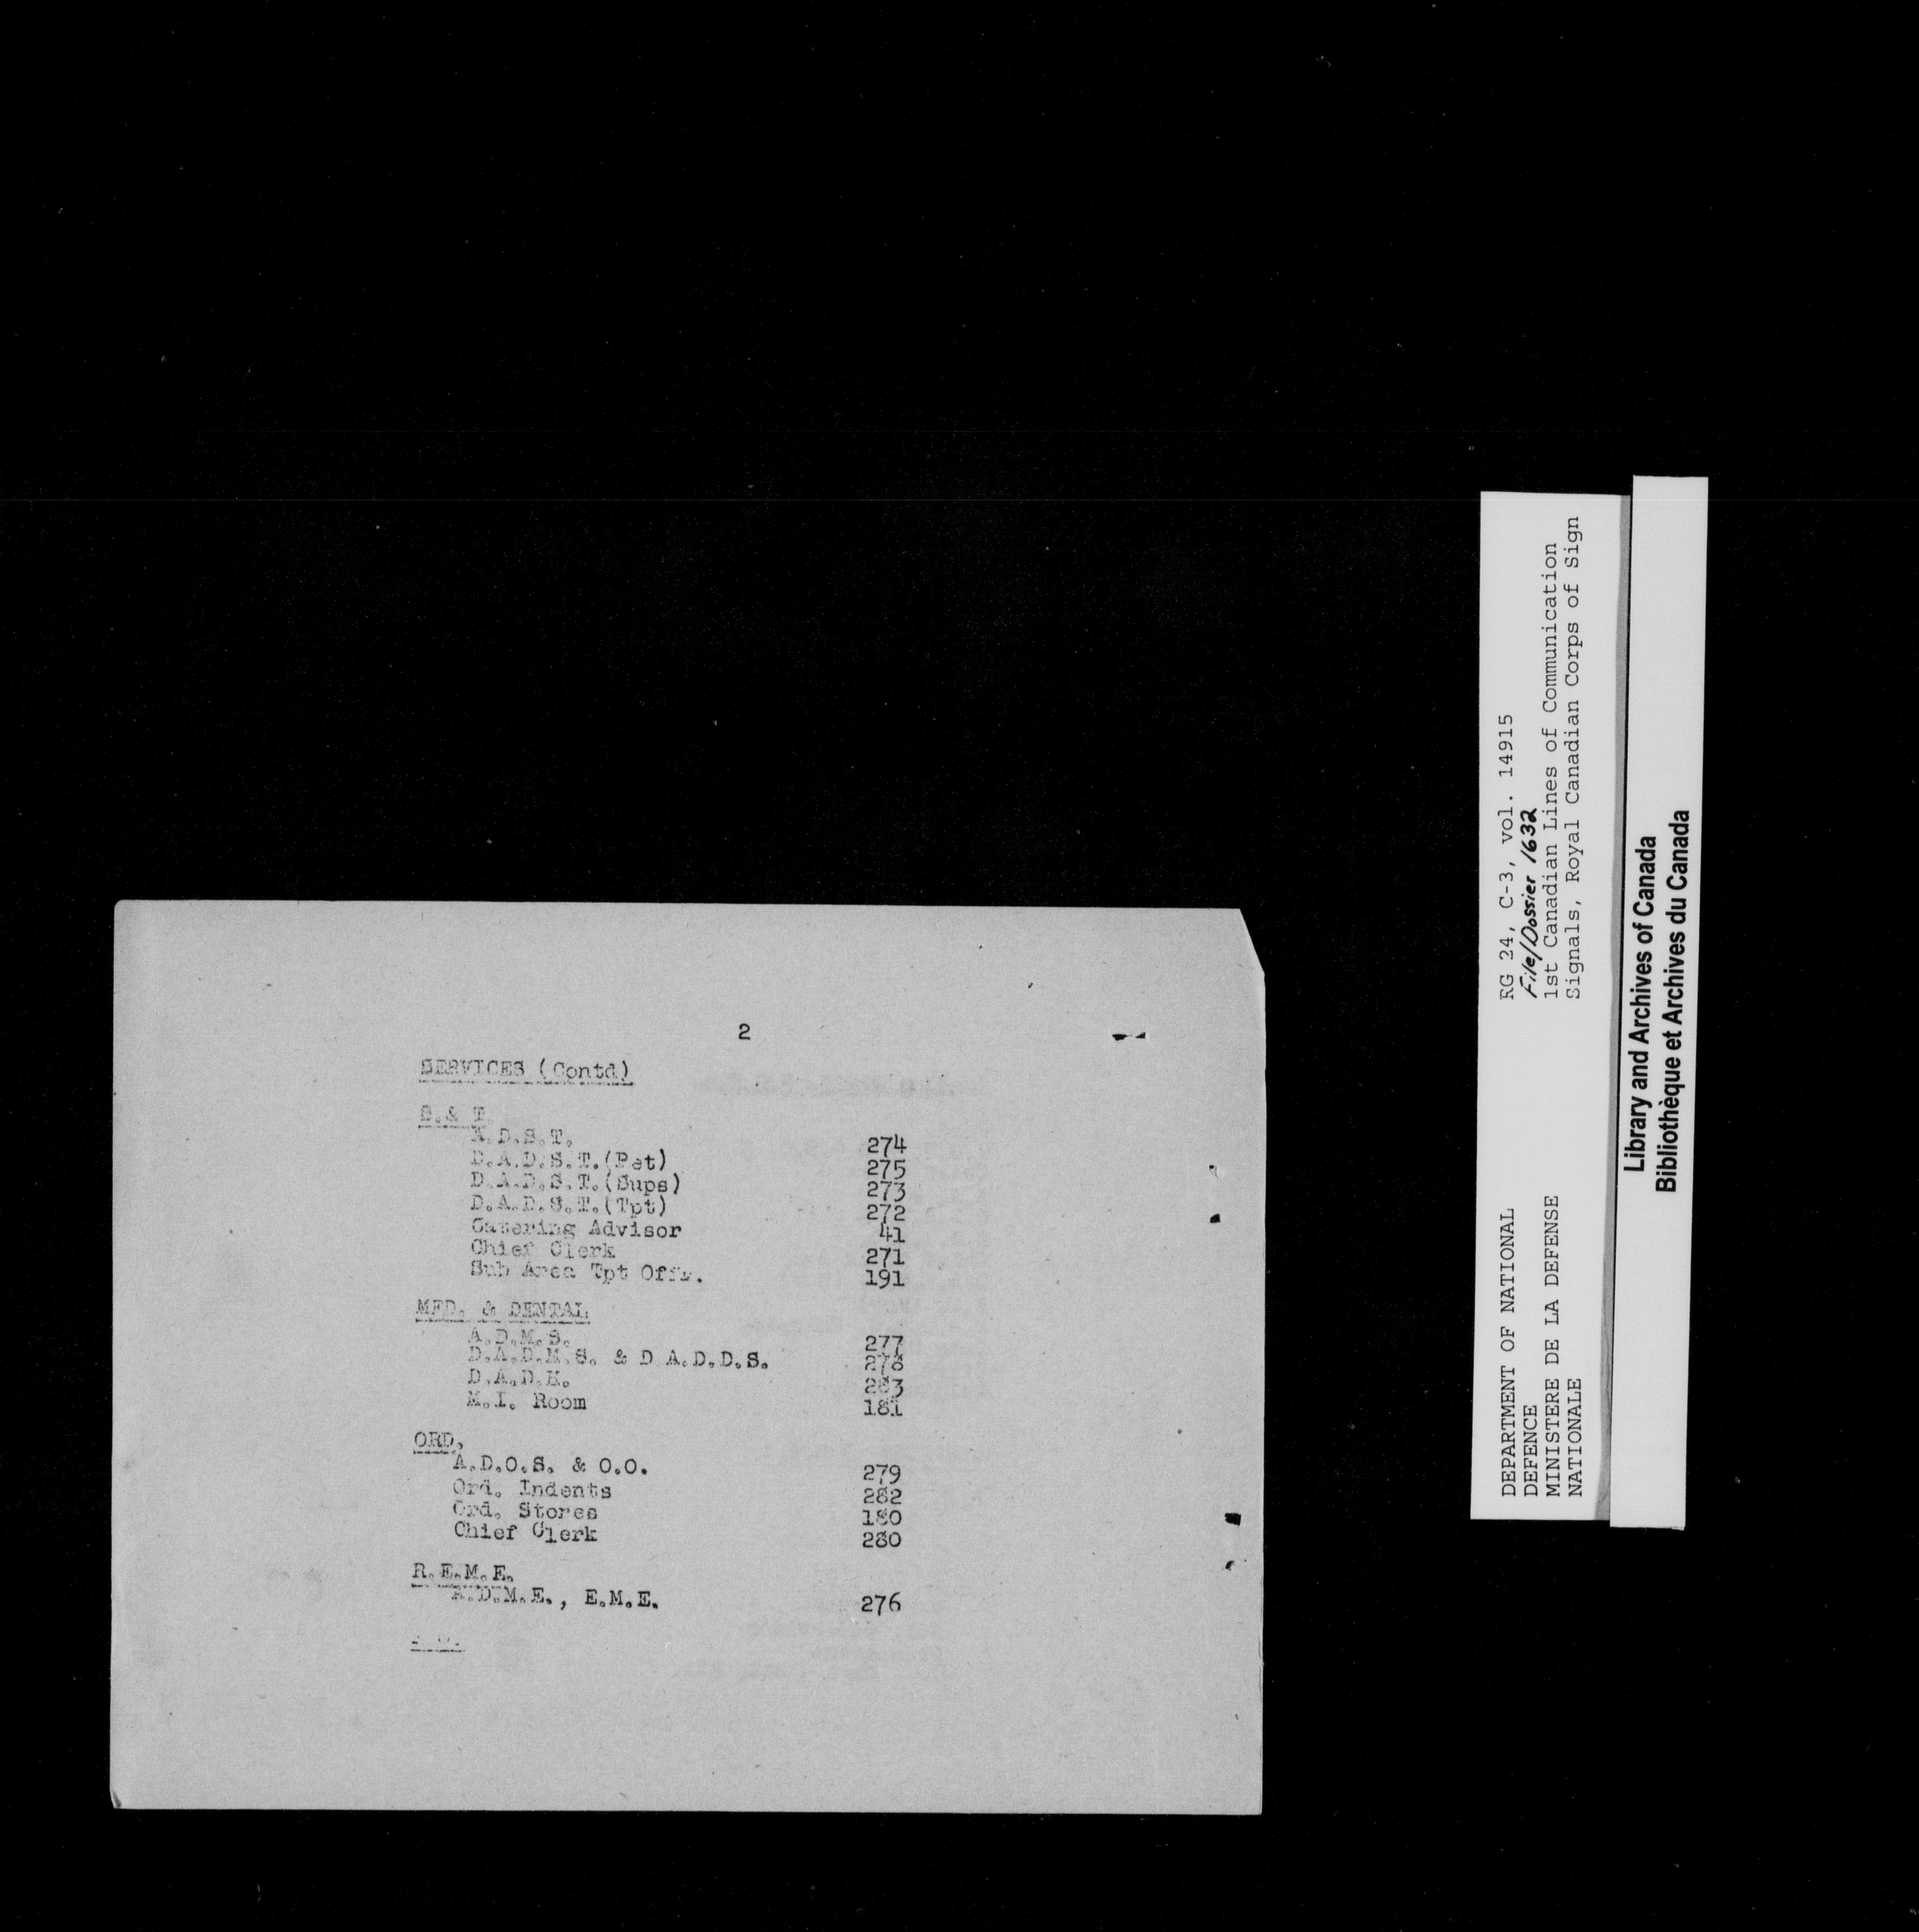 2
SERVICES (Contd)
S.& T.
A.D.S.T. 274
D.A.D.S.T.(Pet) 275
D.A.D.S.T.(Sups) 273
D.A.D.S.T.(Tpt) 272
Catering Advisor 41
Chief Clerk 271
Sub Area Tpt Offr. 191
MED. & DENTAL
A.D.M.S. 277
D.A.D.M.S. & D A.D.D.S. 278
D.A.D.H. 283
M.I. Room 181
ORD.
A.D.O.S. & O.O. 279
Ord. Indents 282
Ord. Stores 180
Chief Clerk 280
R.E.M.E.
A.D.M.E., E.M.E. 276
DEPARTMENT OF NATIONAL
DEFENCE
MINISTERE DE LA DEFENSE
NATIONALE
RG 24, C-3, vol. 14915
File/Dossier 1632
1st Canadian Lines of Communication
Signals, Royal Canadian Corps of Sign
Library and Archives of Canada
Bibliothèque et Archives du Canada